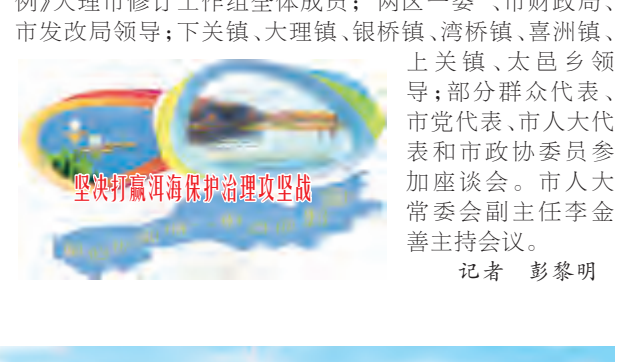 例》大理市修订工作组全体成员；“两区一委”、市财政局、
市发改局领导；下关镇、大理镇、银桥镇、湾桥镇、喜洲镇、
上关镇、太邑乡领
导；部分群众代表、
市党代表、市人大代
表和市政协委员参
加座谈会。市人大
常委会副主任李金
善主持会议。
记者 彭黎明
坚决打赢洱海保护治理攻坚战